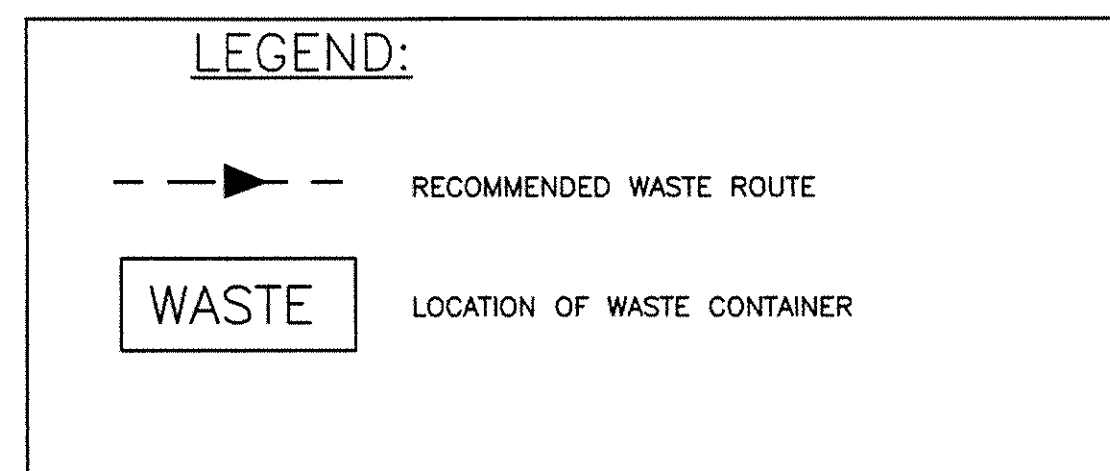 LEGEND:
RECOMMENDED WASTE ROUTE
WASTE LOCATION OF WASTE CONTAINER